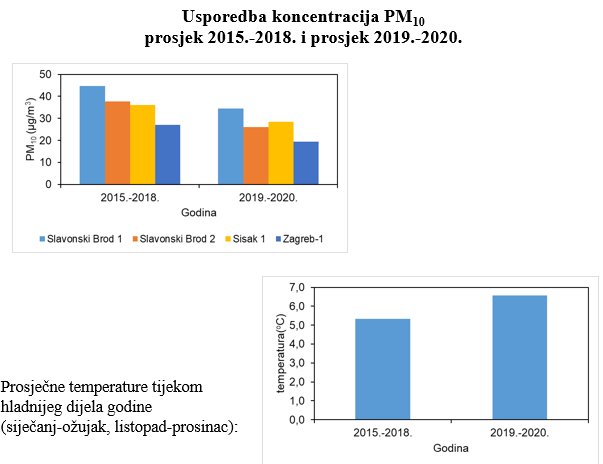 Usporedba koncentracija PM10
prosjek 2015.-2018. i prosjek 2019.-2020.
50
40
30
20
10
0
PM10 (µg/m3)
2015.-2018. 2019.-2020.
Godina
Slavonski Brod 1 Slavonski Brod 2 Sisak 1 Zagreb-1
7,0
6,0
5,0
4,0
3,0
2,0
1,0
0,0
temperatura(°C)
2015.-2018. 2019.-2020.
Godina
Prosječne temperature tijekom
hladnijeg dijela godine
(siječanj-ožujak, listopad-prosinac):